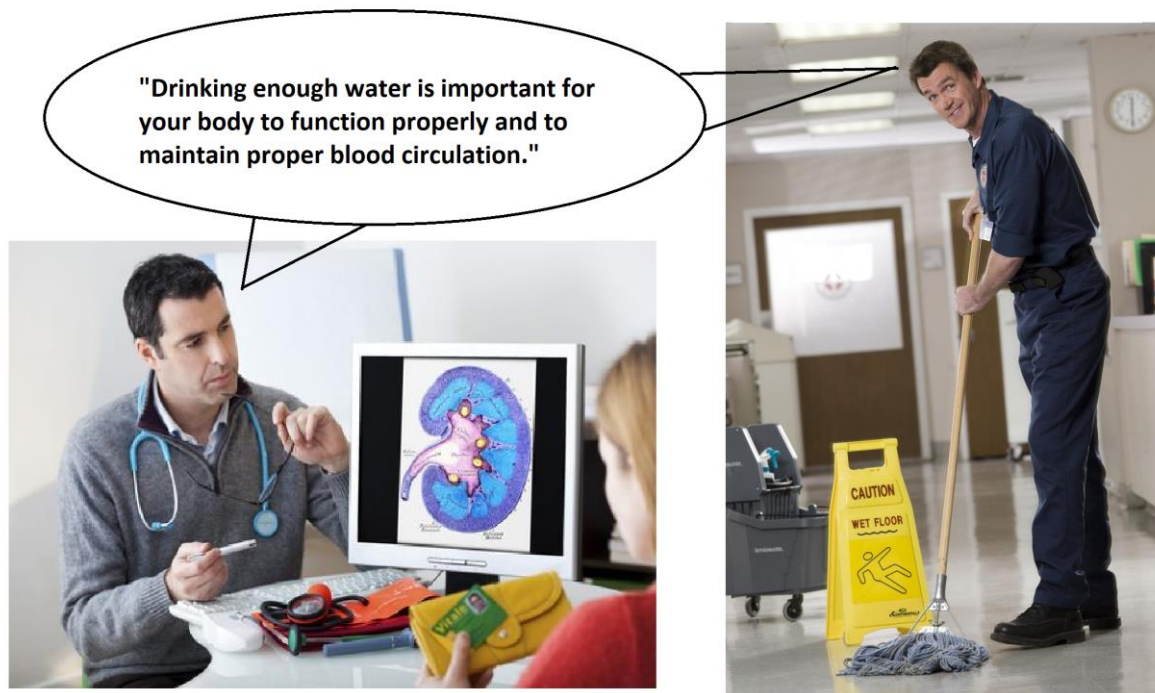 "Drinking enough water is important for
your body to function properly and to
maintain proper blood circulation."
Vitale
CAUTION
WET FLOOR